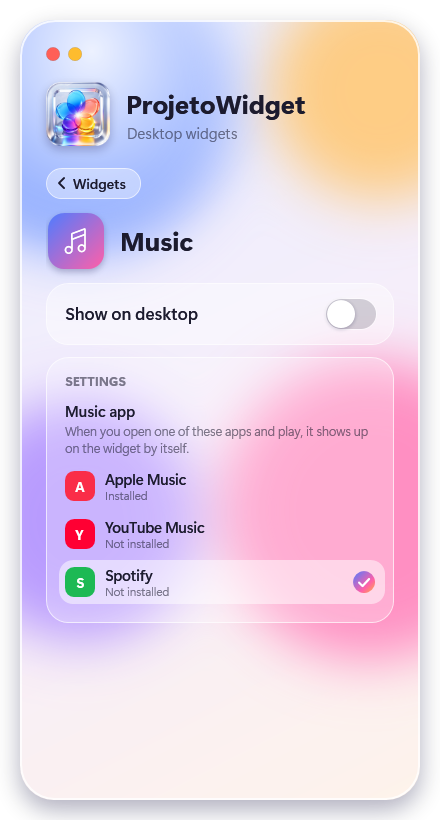 ProjetoWidget
Desktop widgets
Widgets
Music
Show on desktop
SETTINGS
Music app
When you open one of these apps and play, it shows up
on the widget by itself.
A
Apple Music
Installed
Y
YouTube Music
Not installed
S
Spotify
Not installed